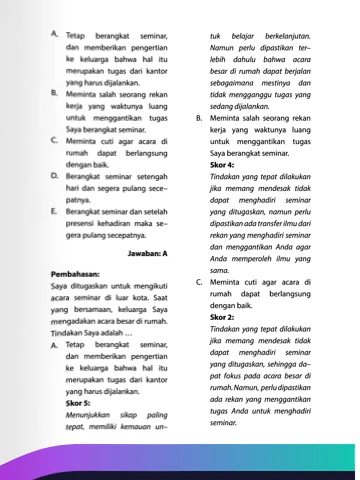 A. Tetap berangkat seminar,
dan memberikan pengertian
ke keluarga bahwa hal itu
merupakan tugas dari kantor
yang harus dijalankan.
B. Meminta salah seorang rekan
kerja yang waktunya luang
untuk menggantikan tugas
Saya berangkat seminar.
C. Meminta cuti agar acara di
rumah dapat berlangsung
dengan baik.
D. Berangkat seminar setengah
hari dan segera pulang sece-
patnya.
E. Berangkat seminar dan setelah
presensi kehadiran maka se-
gera pulang secepatnya.
Jawaban: A
Pembahasan:
Saya ditugaskan untuk mengikuti
acara seminar di luar kota. Saat
yang bersamaan, keluarga Saya
mengadakan acara besar di rumah.
Tindakan Saya adalah ...
A. Tetap berangkat seminar,
dan memberikan pengertian
ke keluarga bahwa hal itu
merupakan tugas dari kantor
yang harus dijalankan.
Skor 5:
Menunjukkan sikap paling
tepat, memiliki kemauan un-
tuk belajar berkelanjutan.
Namun perlu dipastikan ter-
lebih dahulu bahwa acara
besar di rumah dapat berjalan
sebagaimana mestinya dan
tidak mengganggu tugas yang
sedang dijalankan.
B. Meminta salah seorang rekan
kerja yang waktunya luang
untuk menggantikan tugas
Saya berangkat seminar.
Skor 4:
Tindakan yang tepat dilakukan
jika memang mendesak tidak
dapat menghadiri seminar
yang ditugaskan, namun perlu
dipastikan ada transfer ilmu dari
rekan yang menghadiri seminar
dan menggantikan Anda agar
Anda memperoleh ilmu yang
sama.
C. Meminta cuti agar acara di
rumah dapat berlangsung
dengan baik.
Skor 2:
Tindakan yang tepat dilakukan
jika memang mendesak tidak
dapat menghadiri seminar
yang ditugaskan, sehingga da-
pat fokus pada acara besar di
rumah. Namun, perlu dipastikan
ada rekan yang menggantikan
tugas Anda untuk menghadiri
seminar.